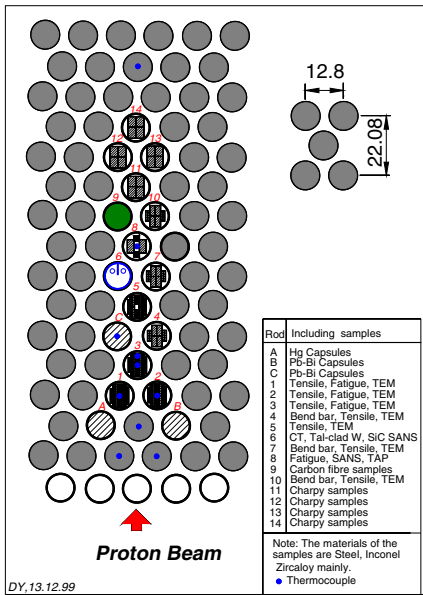 14
12
13
11
9
10
8
6
7
5
C
4
3
1
2
A
B
Proton Beam
DY,13.12.99
12.8
22.08
Rod Including samples
A Hg Capsules
B Pb-Bi Capsules
C Pb-Bi Capsules
1 Tensile, Fatigue, TEM
2 Tensile, Fatigue, TEM
3 Tensile, Fatigue, TEM
4 Bend bar, Tensile, TEM
5 Tensile, TEM
6 CT, Tal-clad W, SiC SANS
7 Bend bar, Tensile, TEM
8 Fatigue, SANS, TAP
9 Carbon fibre samples
10 Bend bar, Tensile, TEM
11 Charpy samples
12 Charpy samples
13 Charpy samples
14 Charpy samples
Note: The materials of the
samples are Steel, Inconel
Zircaloy mainly.
Thermocouple